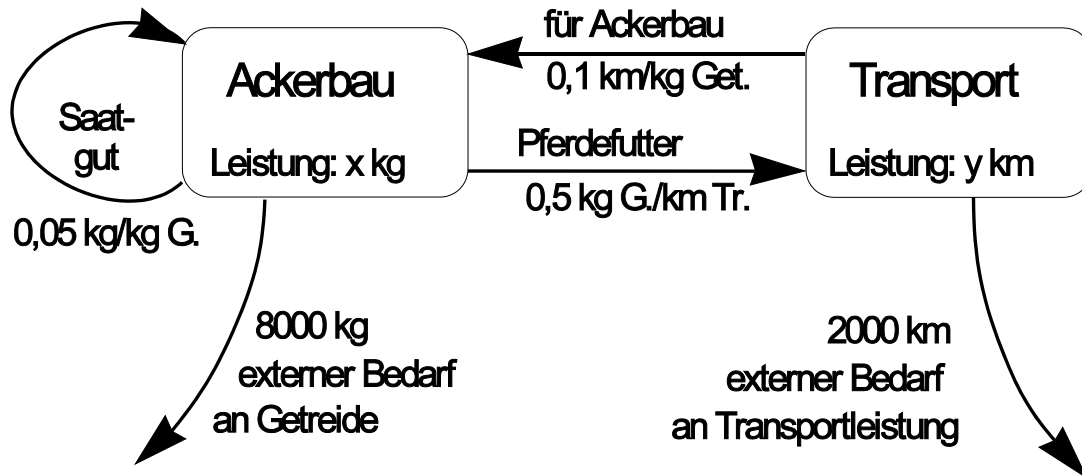 für Ackerbau
0,1 km/kg Get.
Ackerbau
Leistung: x kg
Transport
Leistung: y km
Saat-
gut
0,05 kg/kg G.
Pferdefutter
0,5 kg G./km Tr.
8000 kg
externer Bedarf
an Getreide
2000 km
externer Bedarf
an Transportleistung